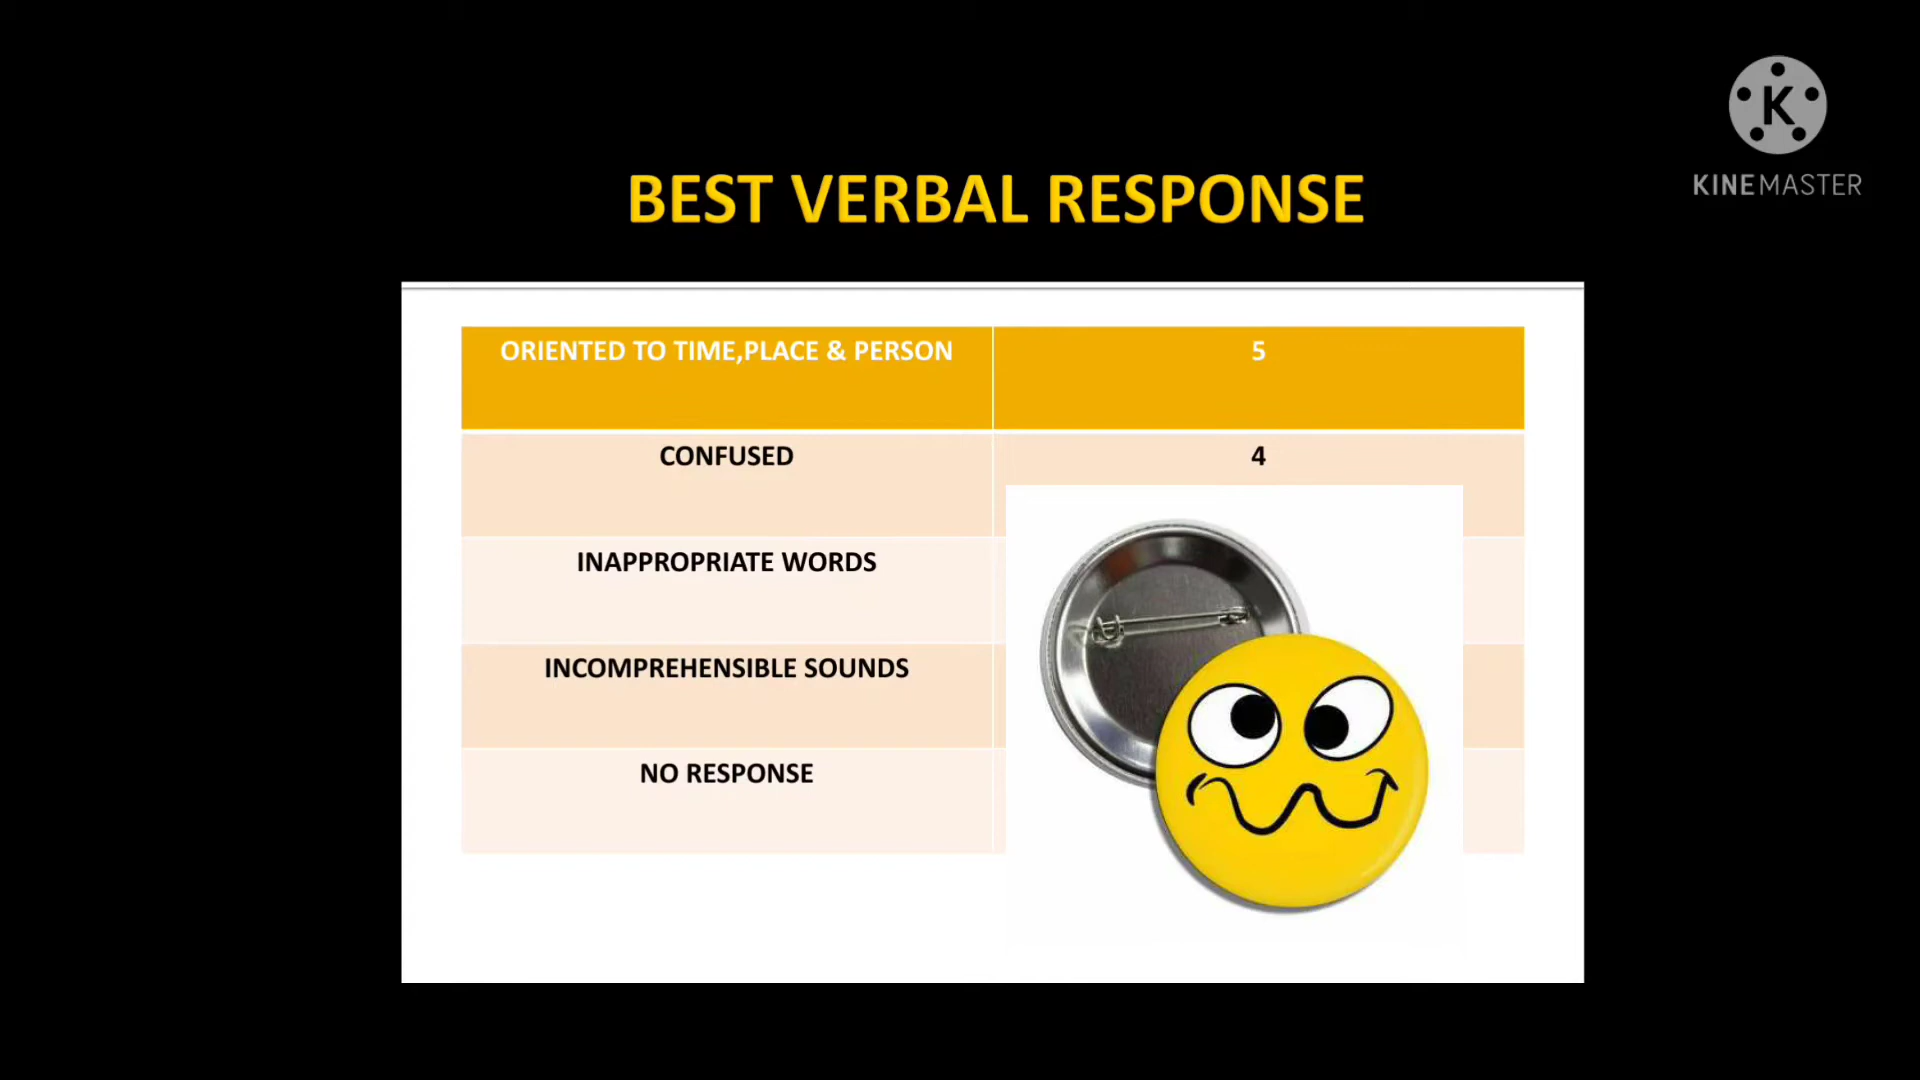 K
KINEMASTER
BEST VERBAL RESPONSE
ORIENTED TO TIME,PLACE & PERSON 5
CONFUSED 4
INAPPROPRIATE WORDS
INCOMPREHENSIBLE SOUNDS
NO RESPONSE